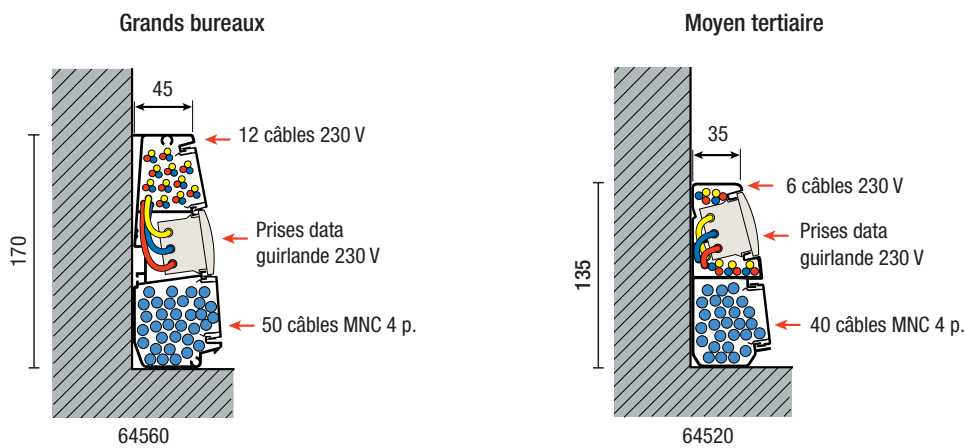 Grands bureaux
45
12 câbles 230 V
170
Prises data
guirlande 230 V
50 câbles MNC 4 p.
64560
Moyen tertiaire
35
6 câbles 230 V
135
Prises data
guirlande 230 V
40 câbles MNC 4 p.
64520